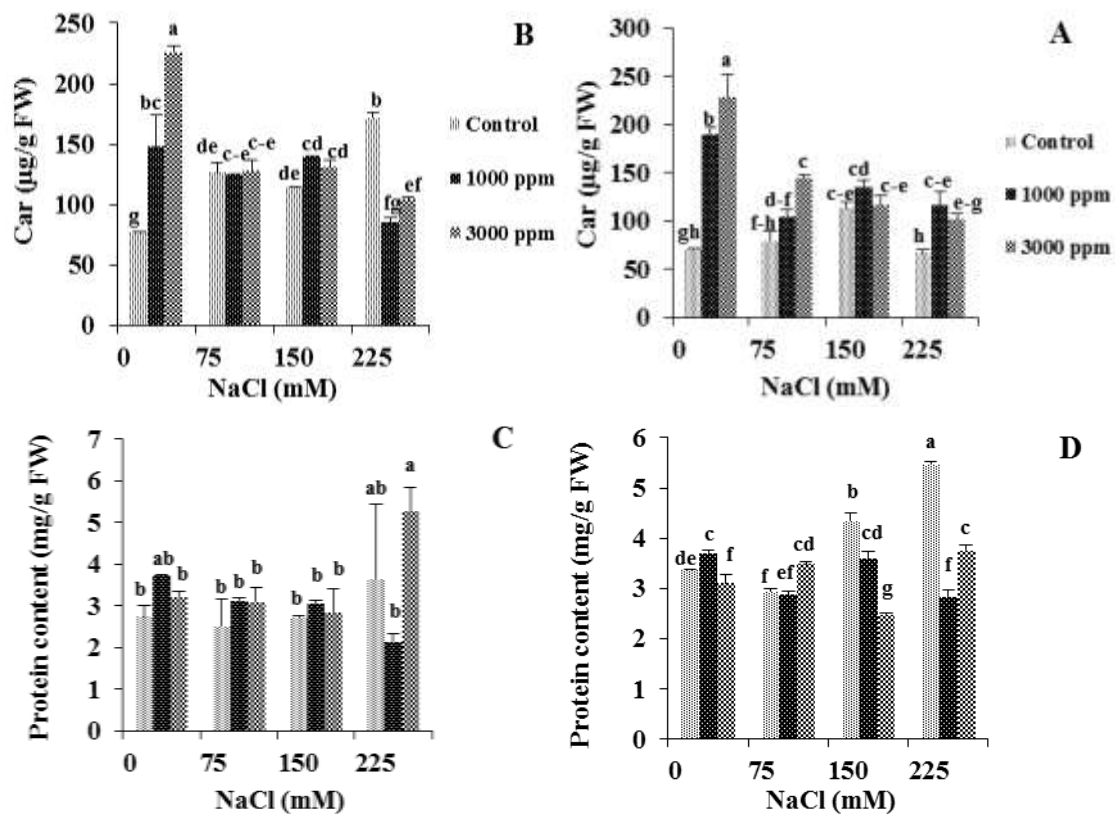 B
Car (µg/g FW)
250
200
150
100
50
0
g
bc
a
de
c-e
c-e
de
cd
cd
b
fg
ef
0 75 150 225
NaCl (mM)
Control
1000 ppm
3000 ppm
A
Car (µg/g FW)
300
250
200
150
100
50
0
gh
b
a
f-h
d-f
c
c-e
cd
c-e
h
c-e
e-g
0 75 150 225
NaCl (mM)
Control
1000 ppm
3000 ppm
C
Protein content (mg/g FW)
7
6
5
4
3
2
1
0
b
ab
b
b
b
b
b
b
b
ab
b
a
0 75 150 225
NaCl (mM)
D
Protein content (mg/g FW)
6
5
4
3
2
1
0
de
c
f
f
ef
cd
b
cd
g
a
f
c
0 75 150 225
NaCl (mM)